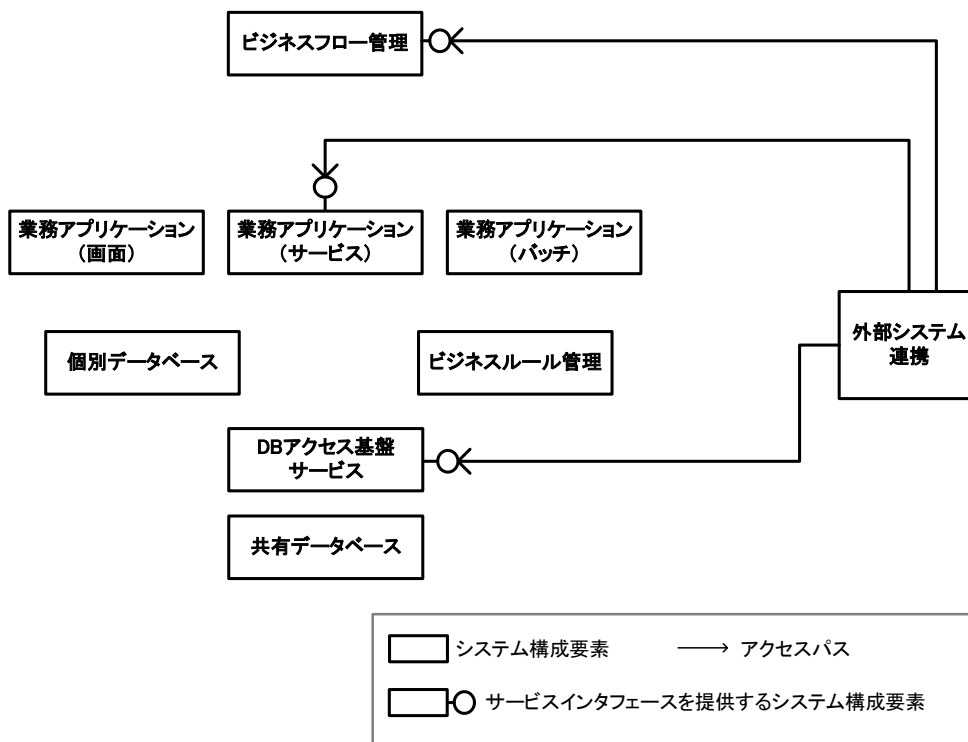 ビジネスフロー管理
業務アプリケーション
（画面）
業務アプリケーション
（サービス）
業務アプリケーション
（バッチ）
外部システム
連携
個別データベース
ビジネスルール管理
DBアクセス基盤
サービス
共有データベース
システム構成要素
アクセスパス
サービスインタフェースを提供するシステム構成要素